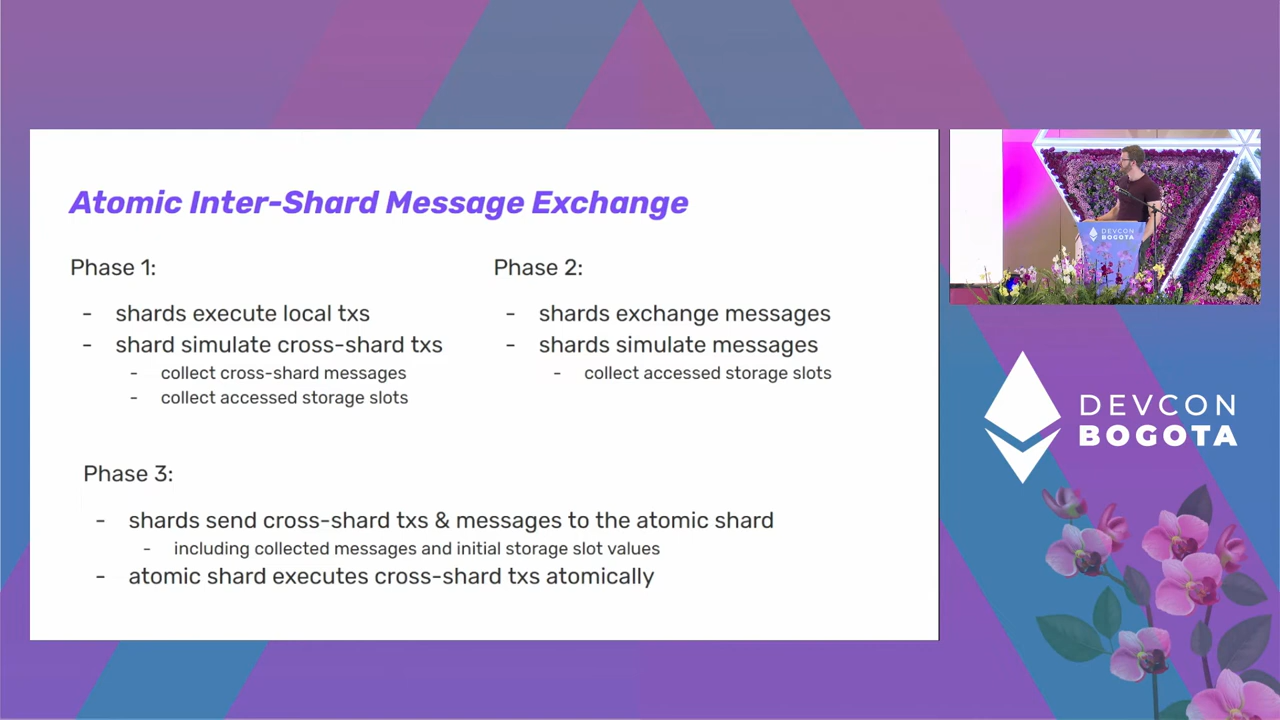 Atomic Inter-Shard Message Exchange
Phase 1:
- shards execute local txs
- shard simulate cross-shard txs
- collect cross-shard messages
- collect accessed storage slots
Phase 2:
- shards exchange messages
- shards simulate messages
- collect accessed storage slots
Phase 3:
- shards send cross-shard txs & messages to the atomic shard
- including collected messages and initial storage slot values
- atomic shard executes cross-shard txs atomically
DEVCON
BOGOTA
DEVCON
BOGOTA